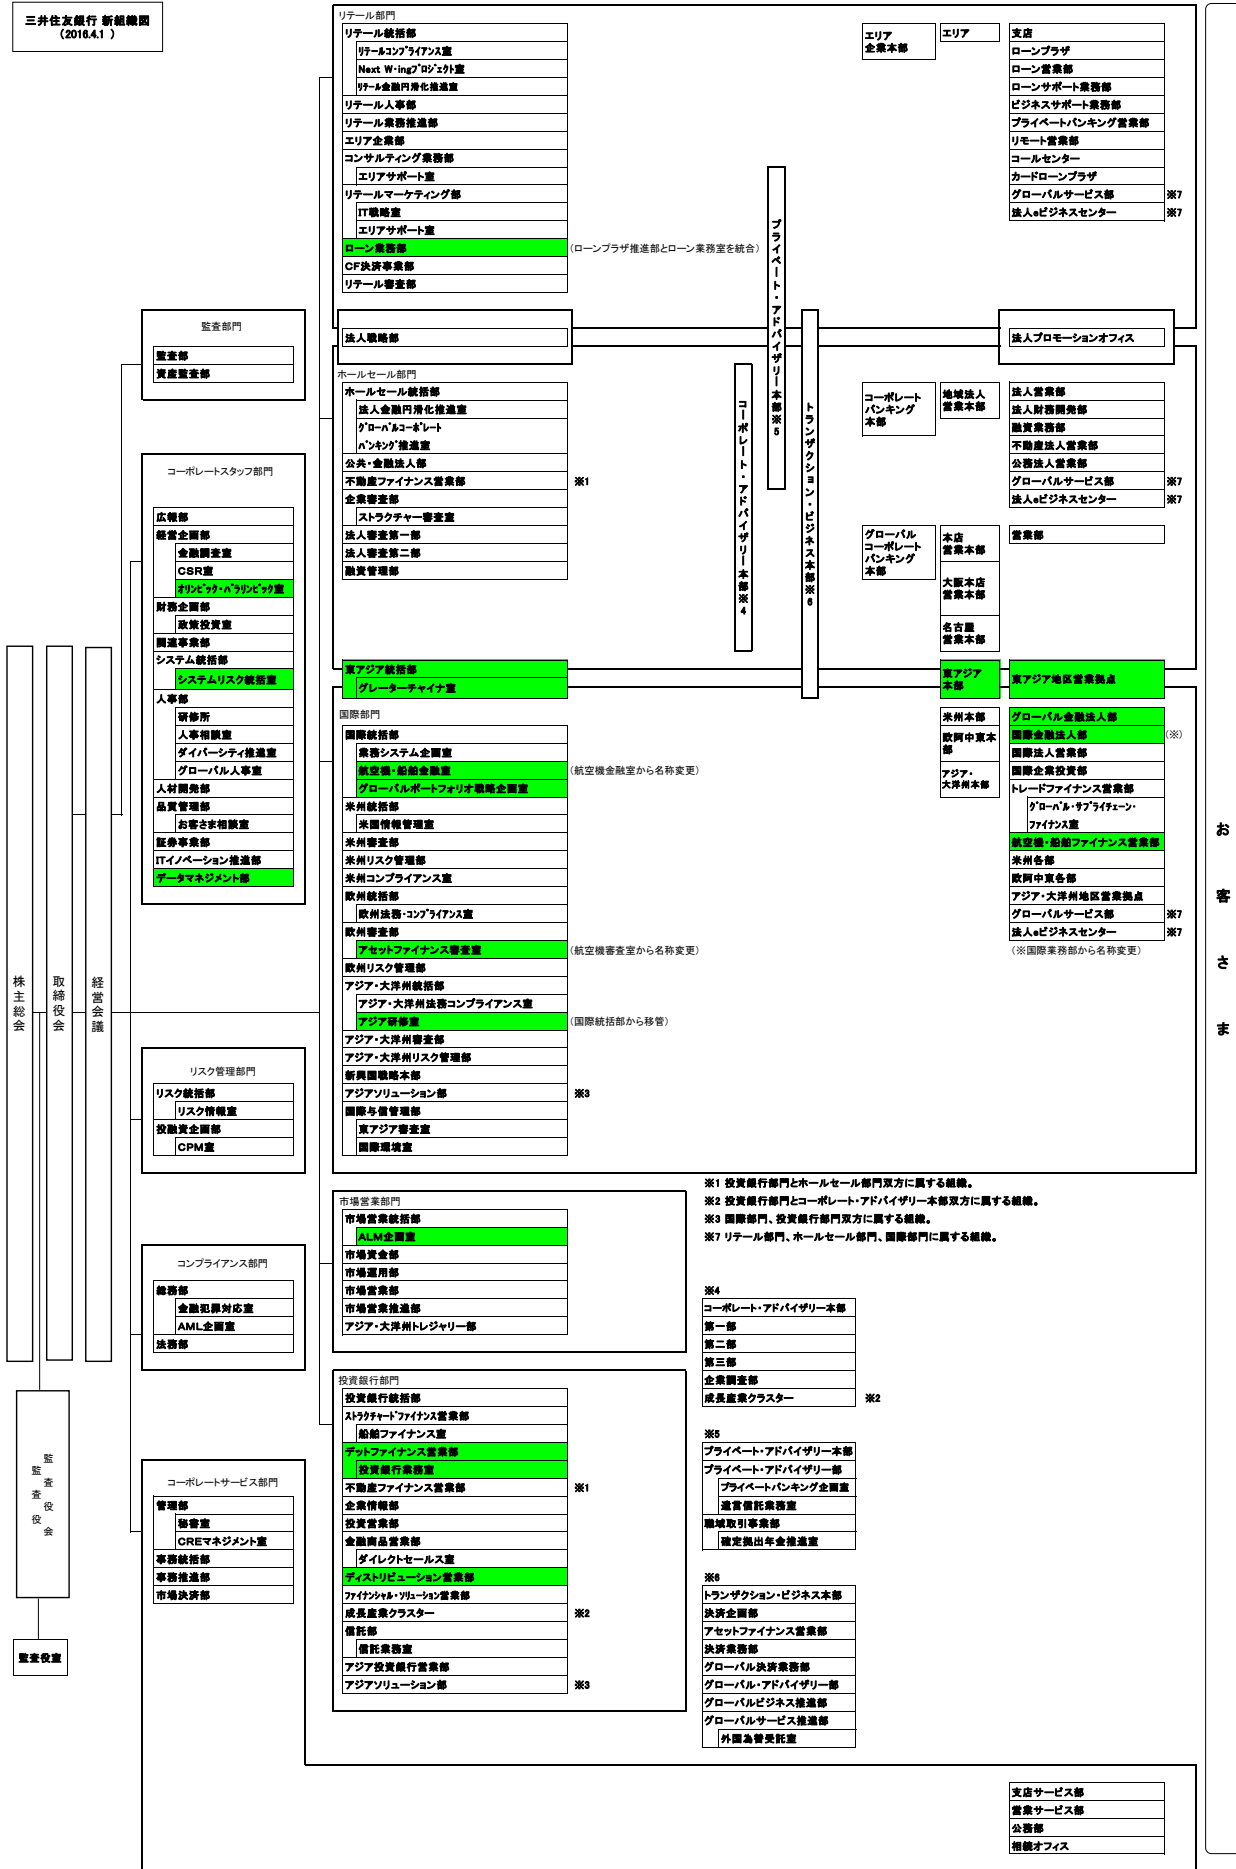 三井住友銀行 新組織図
(2016.4.1 )
リテール部門
リテール統括部
リテールコンプライアンス室
Next W・ingプロジェクト室
リテール金融円滑化推進室
リテール人事部
リテール業務推進部
エリア企業部
コンサルティング業務部
エリアサポート室
リテールマーケティング部
IT戦略室
エリアサポート室
ローン業務部
(ローンプラザ推進部とローン業務室を統合)
CF決済事業部
リテール審査部
エリア
企業本部
エリア
支店
ローンプラザ
ローン営業部
ローンサポート業務部
ビジネスサポート業務部
プライベートバンキング営業部
リモート営業部
コールセンター
カードローンプラザ
グローバルサービス部 ※7
法人eビジネスセンター ※7
プライベート・アドバイザリー本部※5
トランザクション・ビジネス本部※6
コーポレート・アドバイザリー本部※4
法人戦略部
法人プロモーションオフィス
ホールセール部門
ホールセール統括部
法人金融円滑化推進室
グローバルコーポレート
バンキング推進室
公共・金融法人部
不動産ファイナンス営業部 ※1
企業審査部
ストラクチャー審査室
法人審査第一部
法人審査第二部
融資管理部
コーポレート
バンキング
本部
地域法人
営業本部
法人営業部
法人財務開発部
融資業務部
不動産法人営業部
公務法人営業部
グローバルサービス部 ※7
法人eビジネスセンター ※7
グローバル
コーポレート
バンキング
本部
本店
営業本部
大阪本店
営業本部
名古屋
営業本部
営業部
東アジア統括部
グレーターチャイナ室
東アジア
本部
東アジア地区営業拠点
国際部門
国際統括部
業務システム企画室
航空機・船舶金融室
(航空機金融室から名称変更)
グローバルポートフォリオ戦略企画室
米州統括部
米国情報管理室
米州審査部
米州リスク管理部
米州コンプライアンス室
欧州統括部
欧州法務・コンプライアンス室
欧州審査部
アセットファイナンス審査室
(航空機審査室から名称変更)
欧州リスク管理部
アジア・大洋州統括部
アジア・大洋州法務コンプライアンス室
アジア研修室
(国際統括部から移管)
アジア・大洋州審査部
アジア・大洋州リスク管理部
新興国戦略本部
アジアソリューション部 ※3
国際与信管理部
東アジア審査室
国際環境室
米州本部
欧阿中東本
部
アジア・
大洋州本部
グローバル金融法人部
国際金融法人部 (※)
国際法人営業部
国際企業投資部
トレードファイナンス営業部
グローバル・サプライチェーン・
ファイナンス室
航空機・船舶ファイナンス営業部
米州各部
欧阿中東各部
アジア・大洋州地区営業拠点
グローバルサービス部 ※7
法人eビジネスセンター ※7
(※国際業務部から名称変更)
お客さま
監査部門
監査部
資産監査部
コーポレートスタッフ部門
広報部
経営企画部
金融調査室
CSR室
オリンピック・パラリンピック室
財務企画部
政策投資室
関連事業部
システム統括部
システムリスク統括室
人事部
研修所
人事相談室
ダイバーシティ推進室
グローバル人事室
人材開発部
品質管理部
お客さま相談室
証券事業部
ITイノベーション推進部
データマネジメント部
株主総会
取締役会
経営会議
リスク管理部門
リスク統括部
リスク情報室
投融資企画部
CPM室
コンプライアンス部門
総務部
金融犯罪対応室
AML企画室
法務部
監査役会
監査役
監査役室
コーポレートサービス部門
管理部
秘書室
CREマネジメント室
事務統括部
事務推進部
市場決済部
市場営業部門
市場営業統括部
ALM企画室
市場資金部
市場運用部
市場営業部
市場営業推進部
アジア・大洋州トレジャリー部
投資銀行部門
投資銀行統括部
ストラクチャードファイナンス営業部
船舶ファイナンス室
デットファイナンス営業部
投資銀行業務室
不動産ファイナンス営業部 ※1
企業情報部
投資営業部
金融商品営業部
ダイレクトセールス室
ディストリビューション営業部
ファイナンシャル・ソリューション営業部
成長産業クラスター ※2
信託部
信託業務室
アジア投資銀行営業部
アジアソリューション部 ※3
※1 投資銀行部門とホールセール部門双方に属する組織。
※2 投資銀行部門とコーポレート・アドバイザリー本部双方に属する組織。
※3 国際部門、投資銀行部門双方に属する組織。
※7 リテール部門、ホールセール部門、国際部門に属する組織。
※4
コーポレート・アドバイザリー本部
第一部
第二部
第三部
企業調査部
成長産業クラスター ※2
※5
プライベート・アドバイザリー本部
プライベート・アドバイザリー部
プライベートバンキング企画室
遺言信託業務室
職域取引事業部
確定拠出年金推進室
※6
トランザクション・ビジネス本部
決済企画部
アセットファイナンス営業部
決済業務部
グローバル決済業務部
グローバル・アドバイザリー部
グローバルビジネス推進部
グローバルサービス推進部
外国為替受託室
支店サービス部
営業サービス部
公務部
相続オフィス